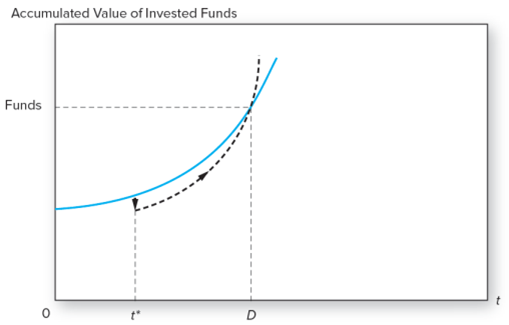 Accumulated Value of Invested Funds
Funds
0
t*
D
t